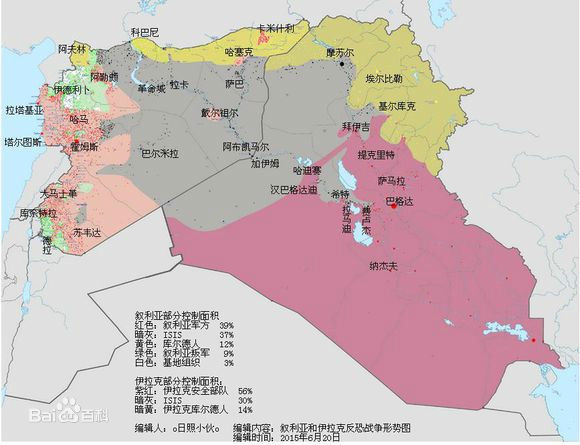 科巴尼
卡米什利
阿夫林
哈塞克
摩苏尔
阿勒颇
伊德利卜
革命城
拉卡
萨巴
埃尔比勒
拉塔基亚
基尔库克
哈马
戴尔祖尔
拜伊吉
塔尔图斯
霍姆斯
巴尔米拉
阿布凯马尔
加伊姆
提克里特
哈迪塞
萨马拉
大马士革
汉巴格达迪
希特
巴格达
库奈特拉
拉马迪
费卢杰
苏韦达
德拉
纳杰夫
叙利亚部分控制面积
红色：叙利亚军方 39%
暗灰：ISIS 37%
黄色：库尔德人 12%
绿色：叙利亚叛军 9%
白色：基地组织 3%
伊拉克部分控制面积：
紫红：伊拉克安全部队 56%
暗灰：ISIS 30%
暗黄：伊拉克库尔德人 14%
编辑人：o日照小伙o 编辑内容：叙利亚和伊拉克反恐战争形势图
编辑时间：2015年6月20日
Baidu百科